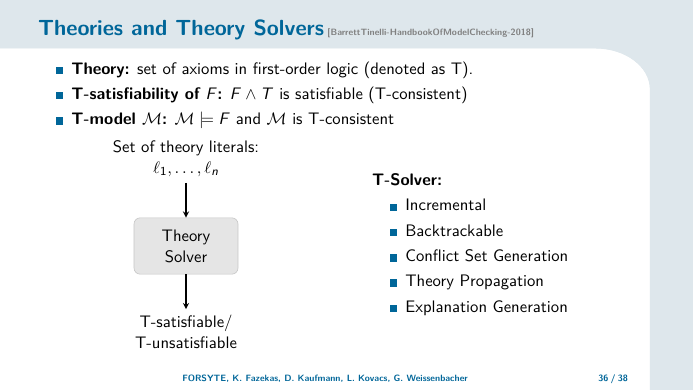 Theories and Theory Solvers [BarrettTinelli-HandbookOfModelChecking-2018]
Theory: set of axioms in first-order logic (denoted as T).
T-satisfiability of F: F ∧ T is satisfiable (T-consistent)
T-model ℳ: ℳ ⊨ F and ℳ is T-consistent
Set of theory literals:
ℓ₁, . . . , ℓₙ
Theory
Solver
T-satisfiable/
T-unsatisfiable
T-Solver:
Incremental
Backtrackable
Conflict Set Generation
Theory Propagation
Explanation Generation
FORSYTE, K. Fazekas, D. Kaufmann, L. Kovacs, G. Weissenbacher 36 / 38